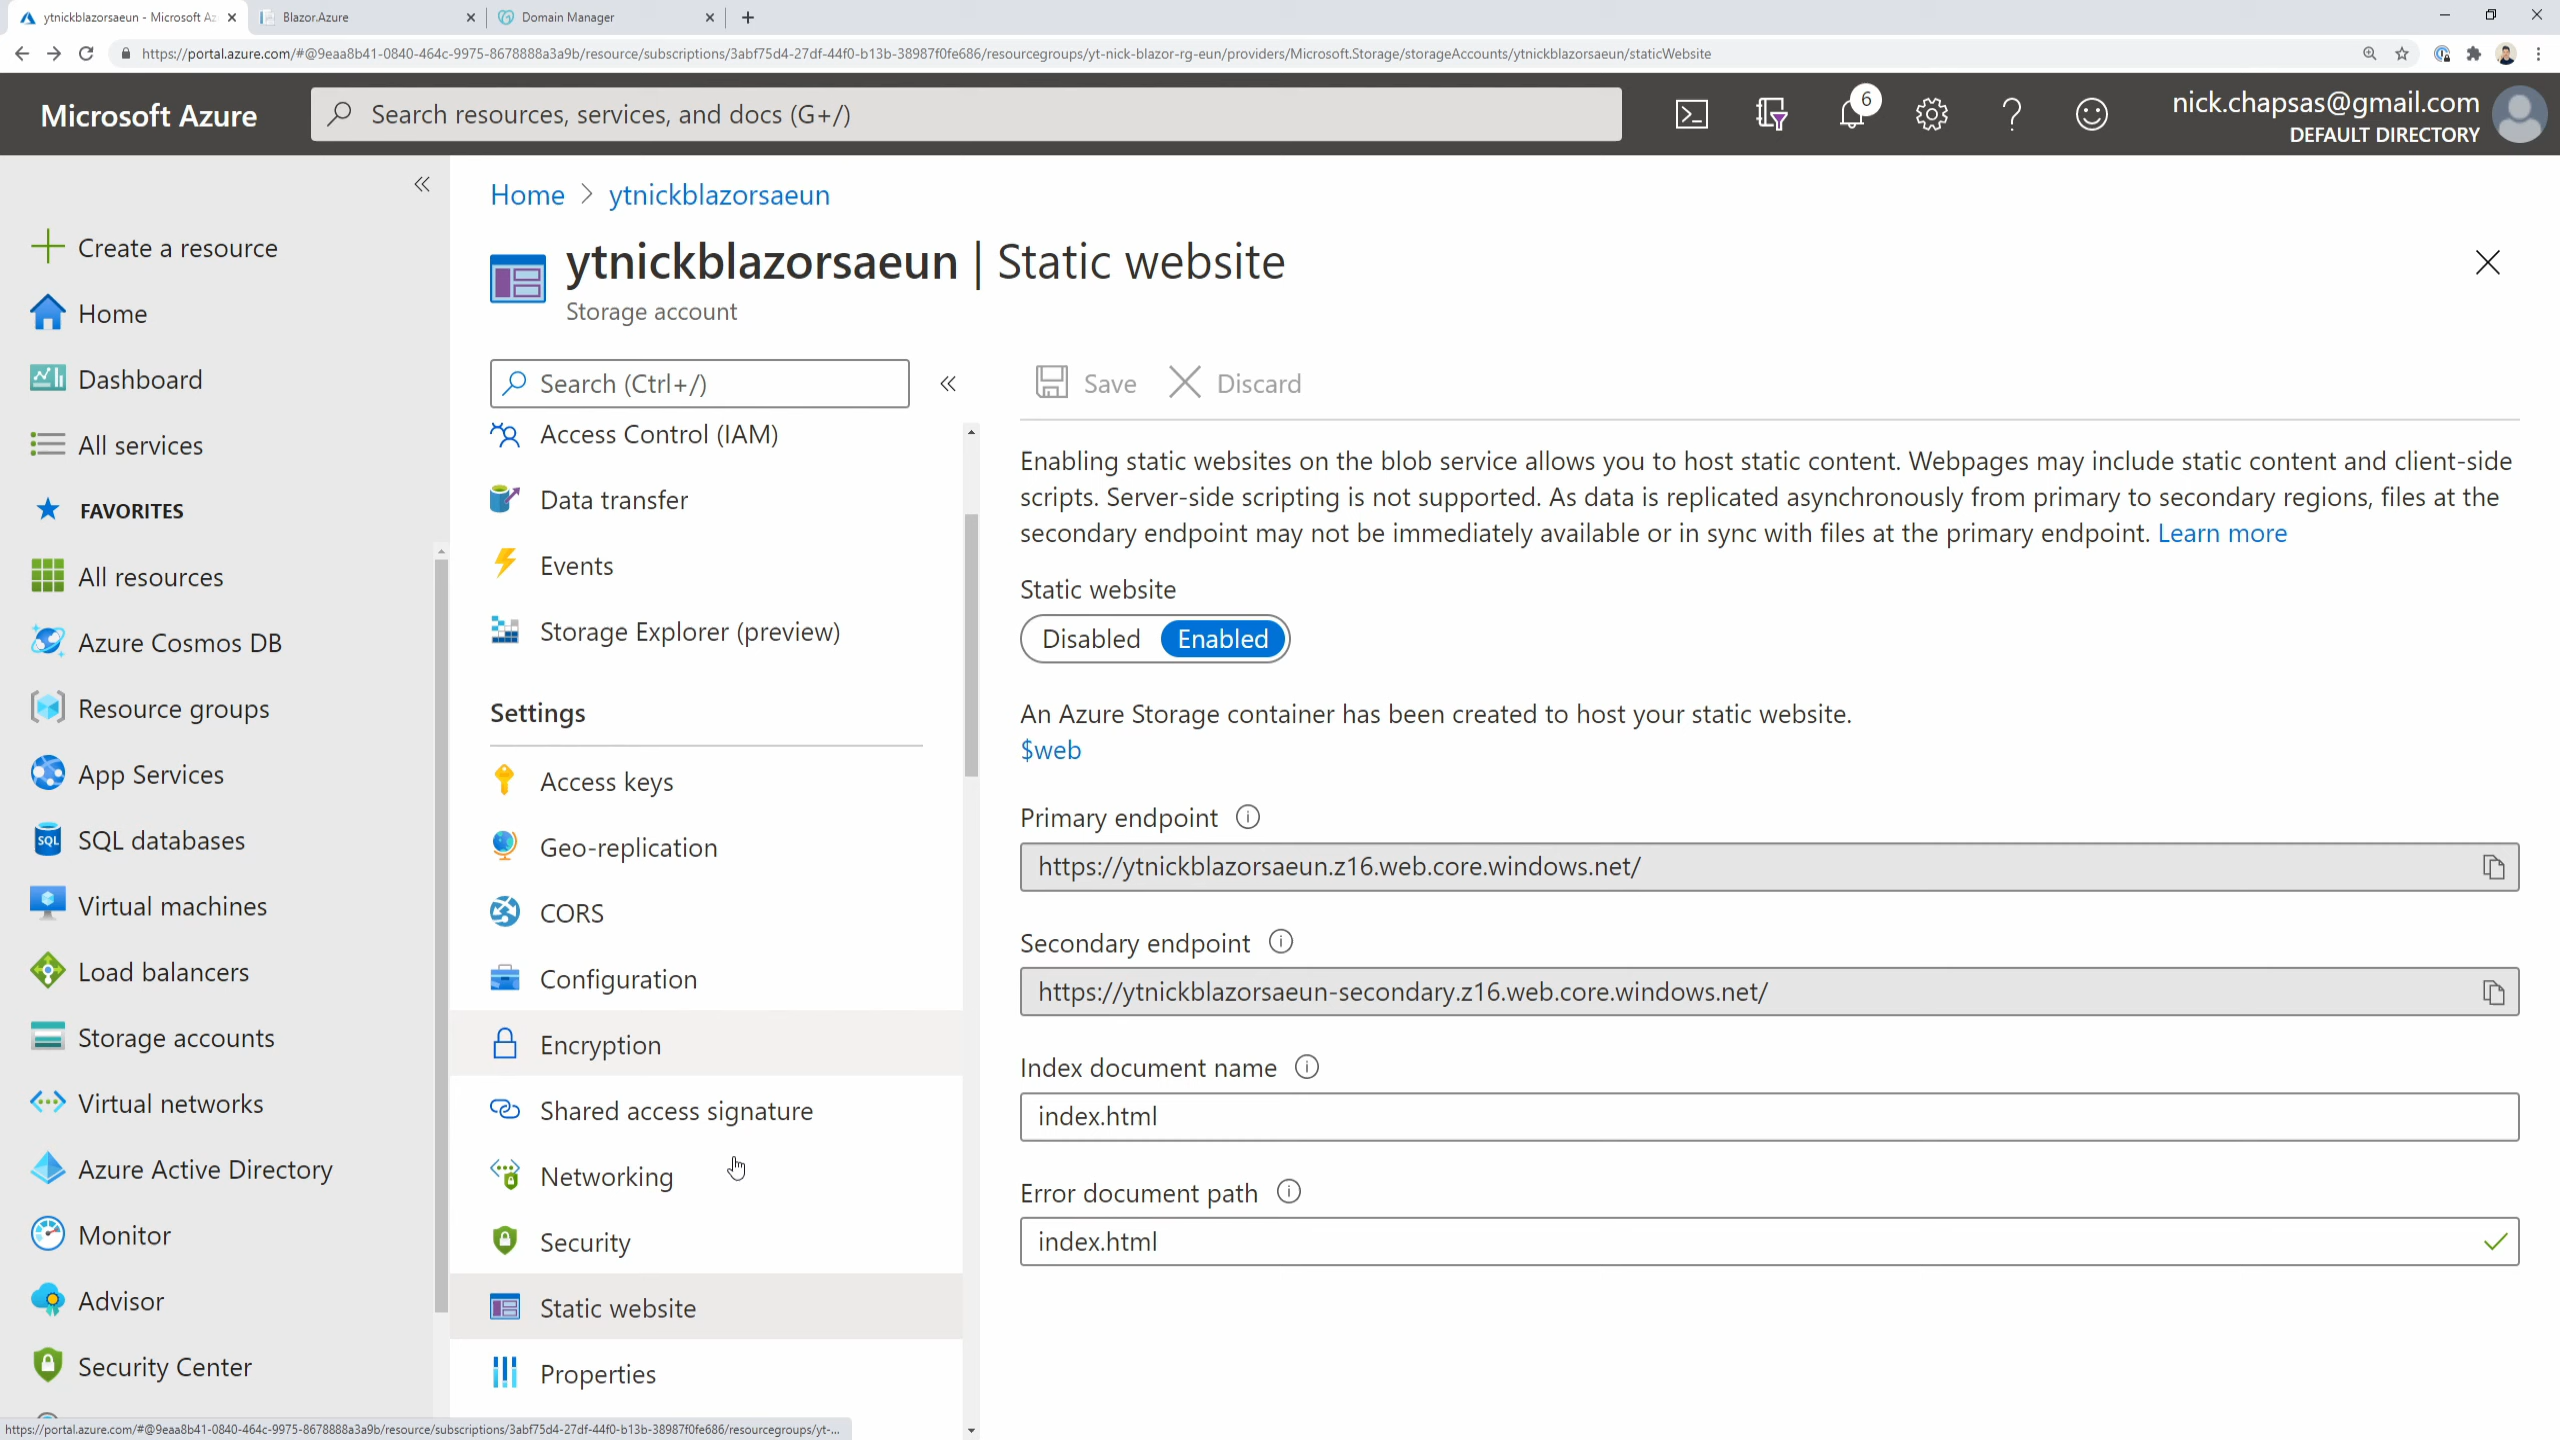 ytnickblazorsaeun - Microsoft Az
Blazor.Azure
Domain Manager
https://portal.azure.com/#@9eaa8b41-0840-464c-9975-8678888a3a9b/resource/subscriptions/3abf75d4-27df-44f0-b13b-38987f0fe686/resourcegroups/yt-nick-blazor-rg-eun/providers/Microsoft.Storage/storageAccounts/ytnickblazorsaeun/staticWebsite
Microsoft Azure
Search resources, services, and docs (G+/)
6
nick.chapsas@gmail.com
DEFAULT DIRECTORY
Create a resource
Home
Dashboard
All services
FAVORITES
All resources
Azure Cosmos DB
Resource groups
App Services
SQL databases
Virtual machines
Load balancers
Storage accounts
Virtual networks
Azure Active Directory
Monitor
Advisor
Security Center
Home > ytnickblazorsaeun
ytnickblazorsaeun | Static website
Storage account
Search (Ctrl+/)
Access Control (IAM)
Data transfer
Events
Storage Explorer (preview)
Settings
Access keys
Geo-replication
CORS
Configuration
Encryption
Shared access signature
Networking
Security
Static website
Properties
Save
Discard
Enabling static websites on the blob service allows you to host static content. Webpages may include static content and client-side
scripts. Server-side scripting is not supported. As data is replicated asynchronously from primary to secondary regions, files at the
secondary endpoint may not be immediately available or in sync with files at the primary endpoint. Learn more
Static website
Disabled Enabled
An Azure Storage container has been created to host your static website.
$web
Primary endpoint
https://ytnickblazorsaeun.z16.web.core.windows.net/
Secondary endpoint
https://ytnickblazorsaeun-secondary.z16.web.core.windows.net/
Index document name
index.html
Error document path
index.html
https://portal.azure.com/#@9eaa8b41-0840-464c-9975-8678888a3a9b/resource/subscriptions/3abf75d4-27df-44f0-b13b-38987f0fe686/resourcegroups/yt-...